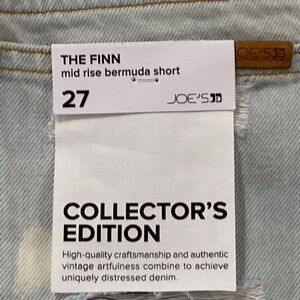 THE FINN
mid rise bermuda short
27
JOE'S
JOE'S
COLLECTOR'S
EDITION
High-quality craftsmanship and authentic
vintage artfulness combine to achieve
uniquely distressed denim.